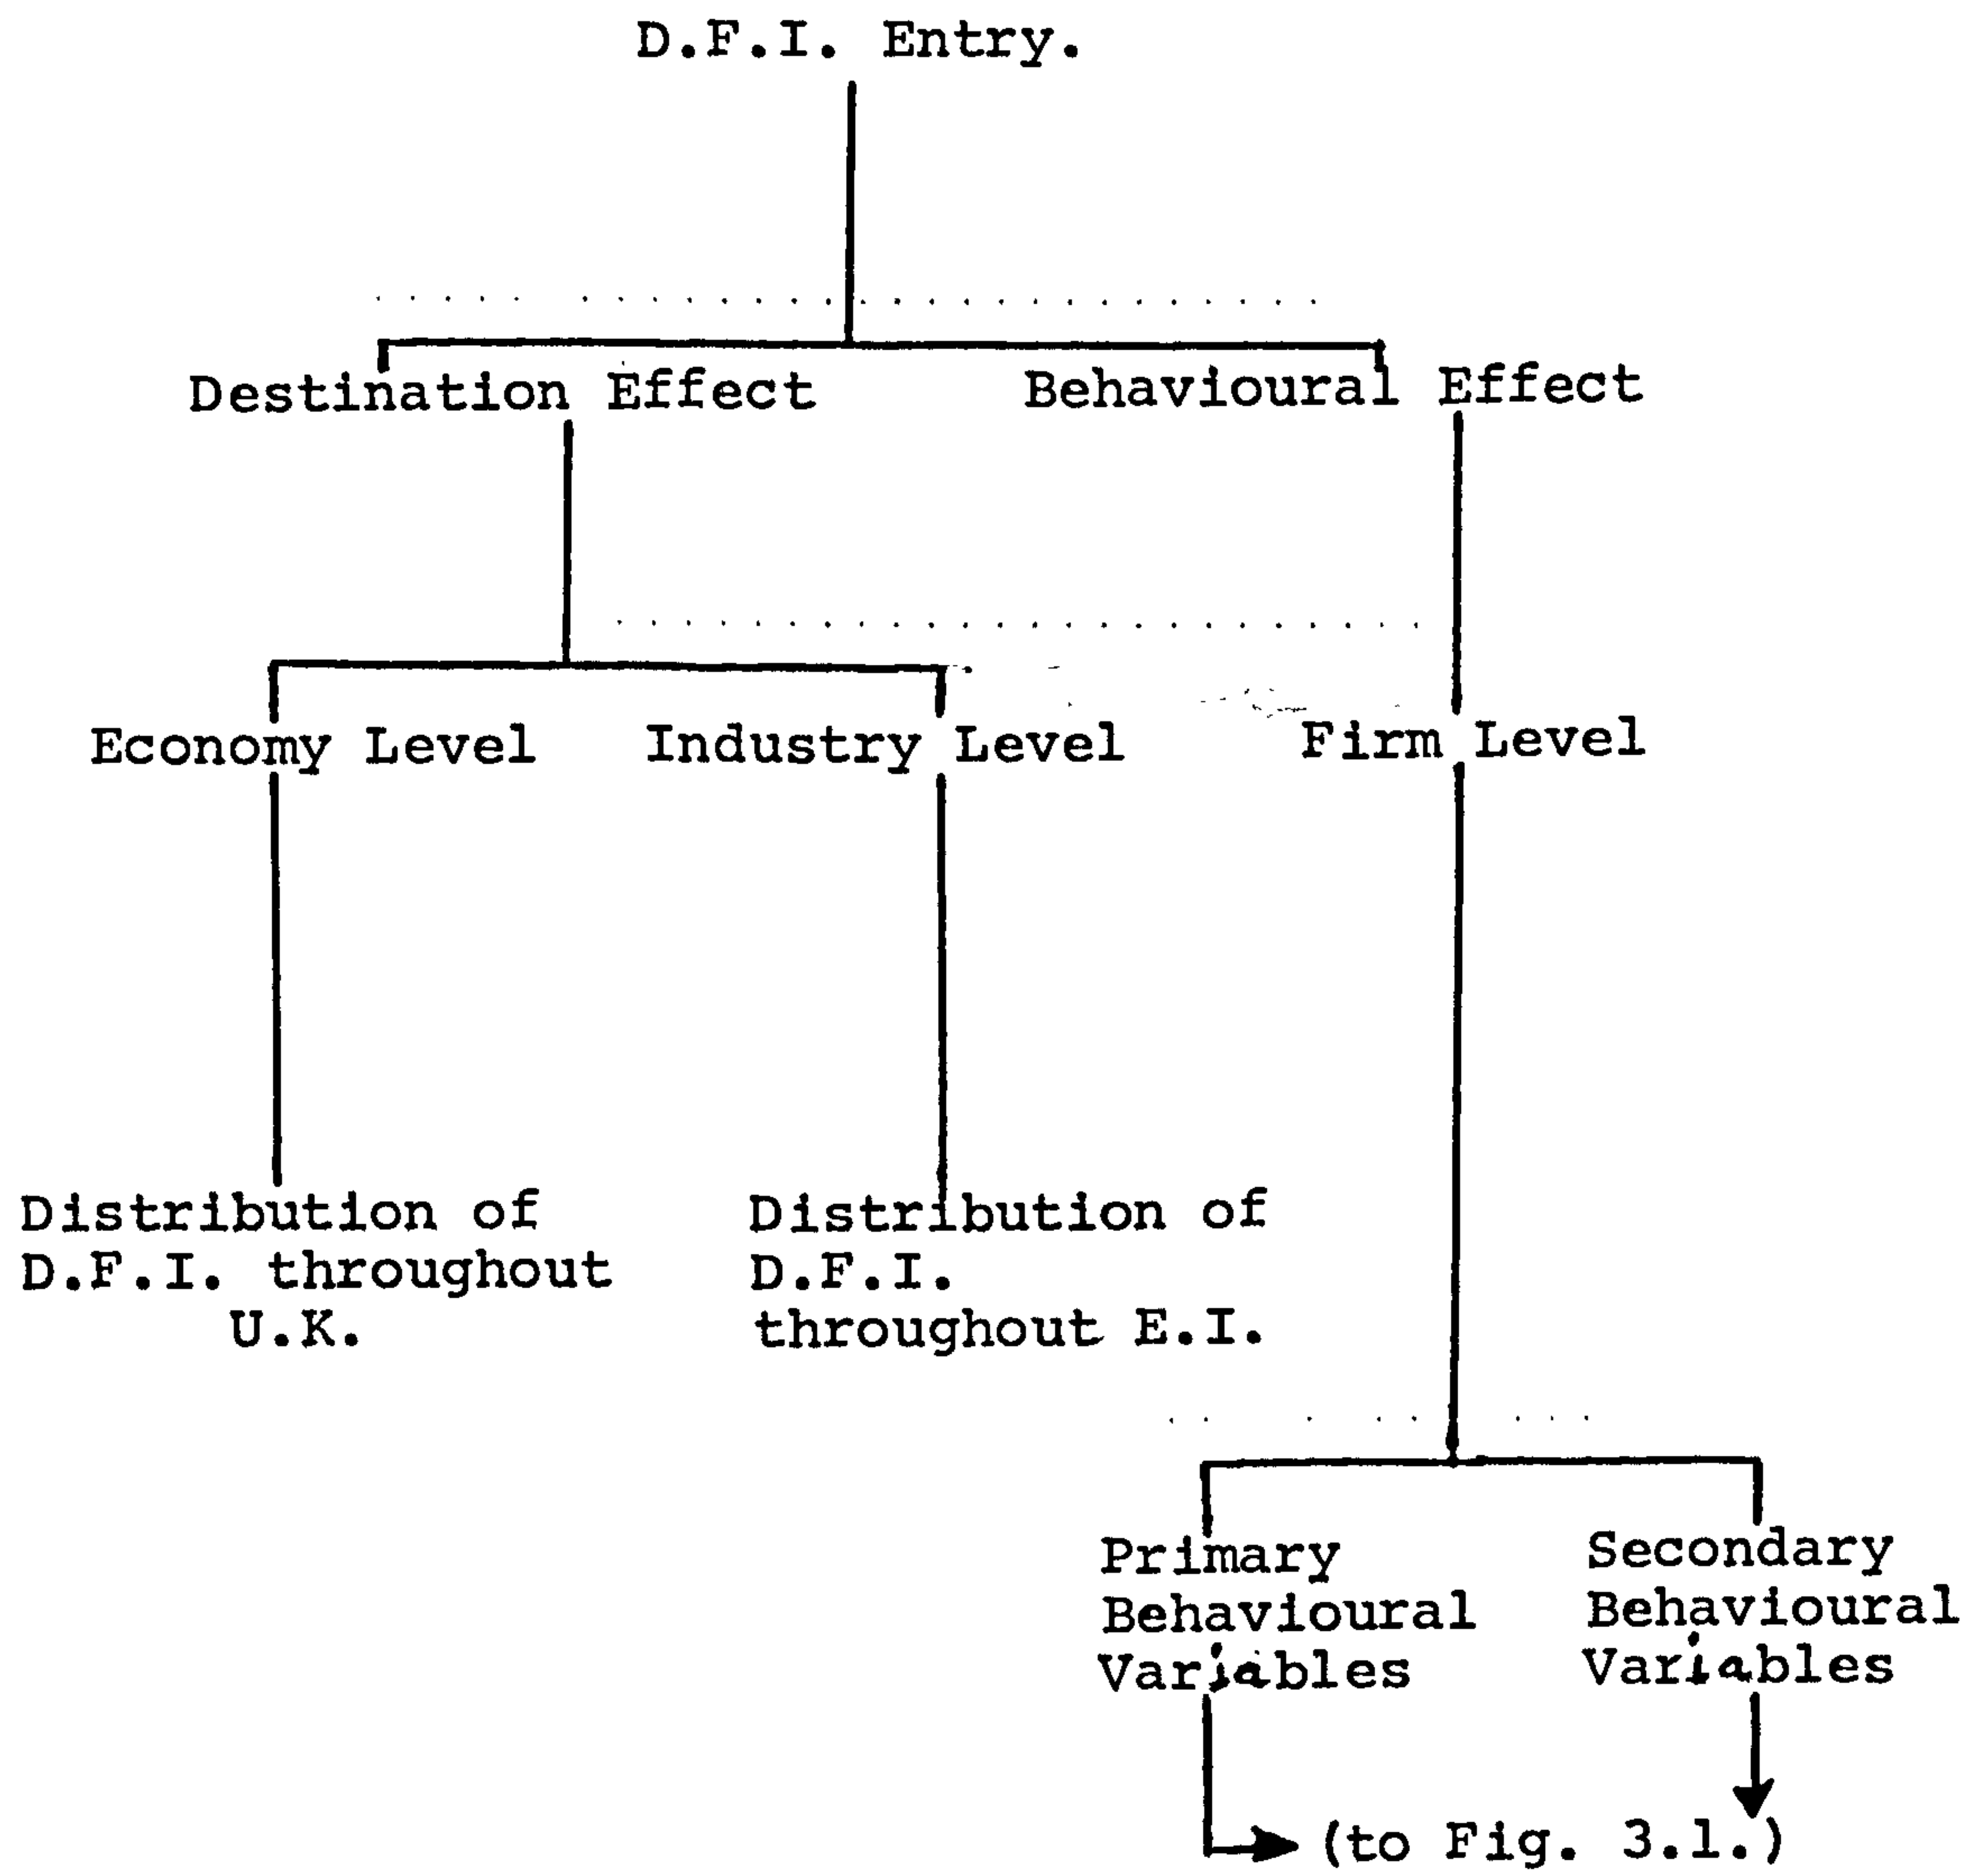 D.F.I. Entry.
Destination Effect
Behavioural Effect
Economy Level
Industry Level
Firm Level
Distribution of
D.F.I. throughout
U.K.
Distribution of
D.F.I.
throughout E.I.
Primary
Behavioural
Variables
Secondary
Behavioural
Variables
(to Fig. 3.1.)